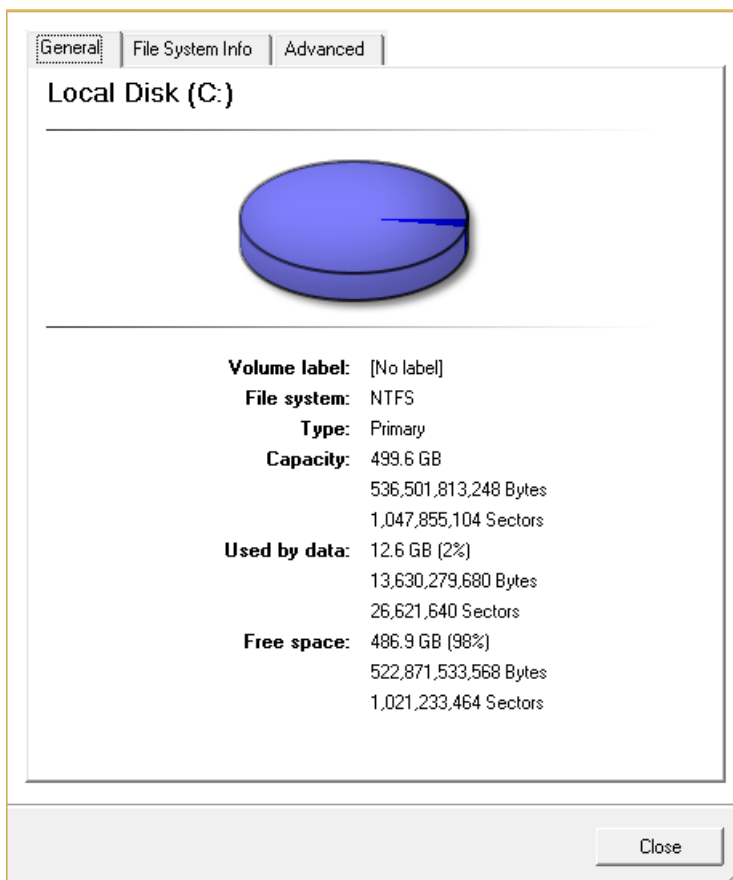 General File System Info Advanced
Local Disk (C:)
Volume label: [No label]
File system: NTFS
Type: Primary
Capacity: 499.6 GB
536,501,813,248 Bytes
1,047,855,104 Sectors
Used by data: 12.6 GB (2%)
13,630,279,680 Bytes
26,621,640 Sectors
Free space: 486.9 GB (98%)
522,871,533,568 Bytes
1,021,233,464 Sectors
Close